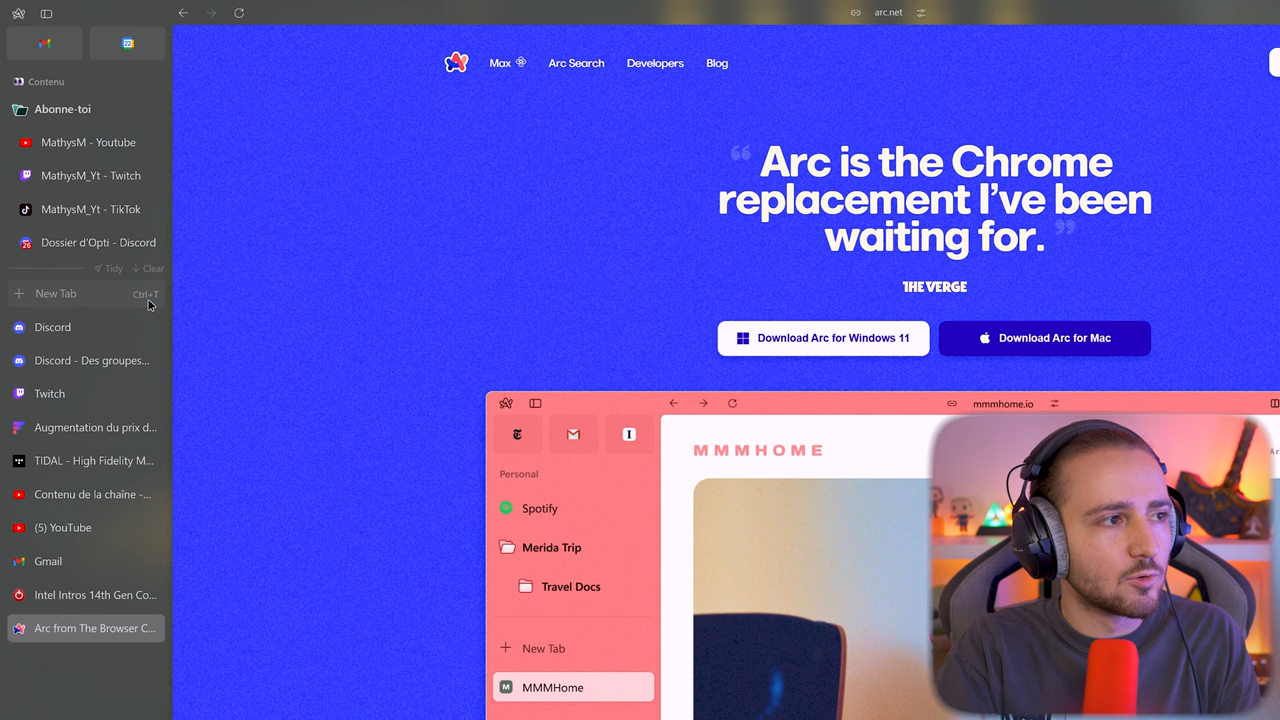 arc.net
Contenu
Abonne-toi
MathysM - Youtube
MathysM_Yt - Twitch
MathysM_Yt - TikTok
Dossier d'Opti - Discord
Tidy
Clear
New Tab
Ctrl+T
Discord
Discord - Des groupes...
Twitch
Augmentation du prix d...
TIDAL - High Fidelity M...
Contenu de la chaîne -...
(5) YouTube
Gmail
Intel Intros 14th Gen Co...
Arc from The Browser C...
Max
Arc Search
Developers
Blog
“ Arc is the Chrome
replacement I’ve been
waiting for. ”
THE VERGE
Download Arc for Windows 11
Download Arc for Mac
mmmhome.io
Personal
Spotify
Merida Trip
Travel Docs
New Tab
M
MMMHome
MMMHOME
Ar